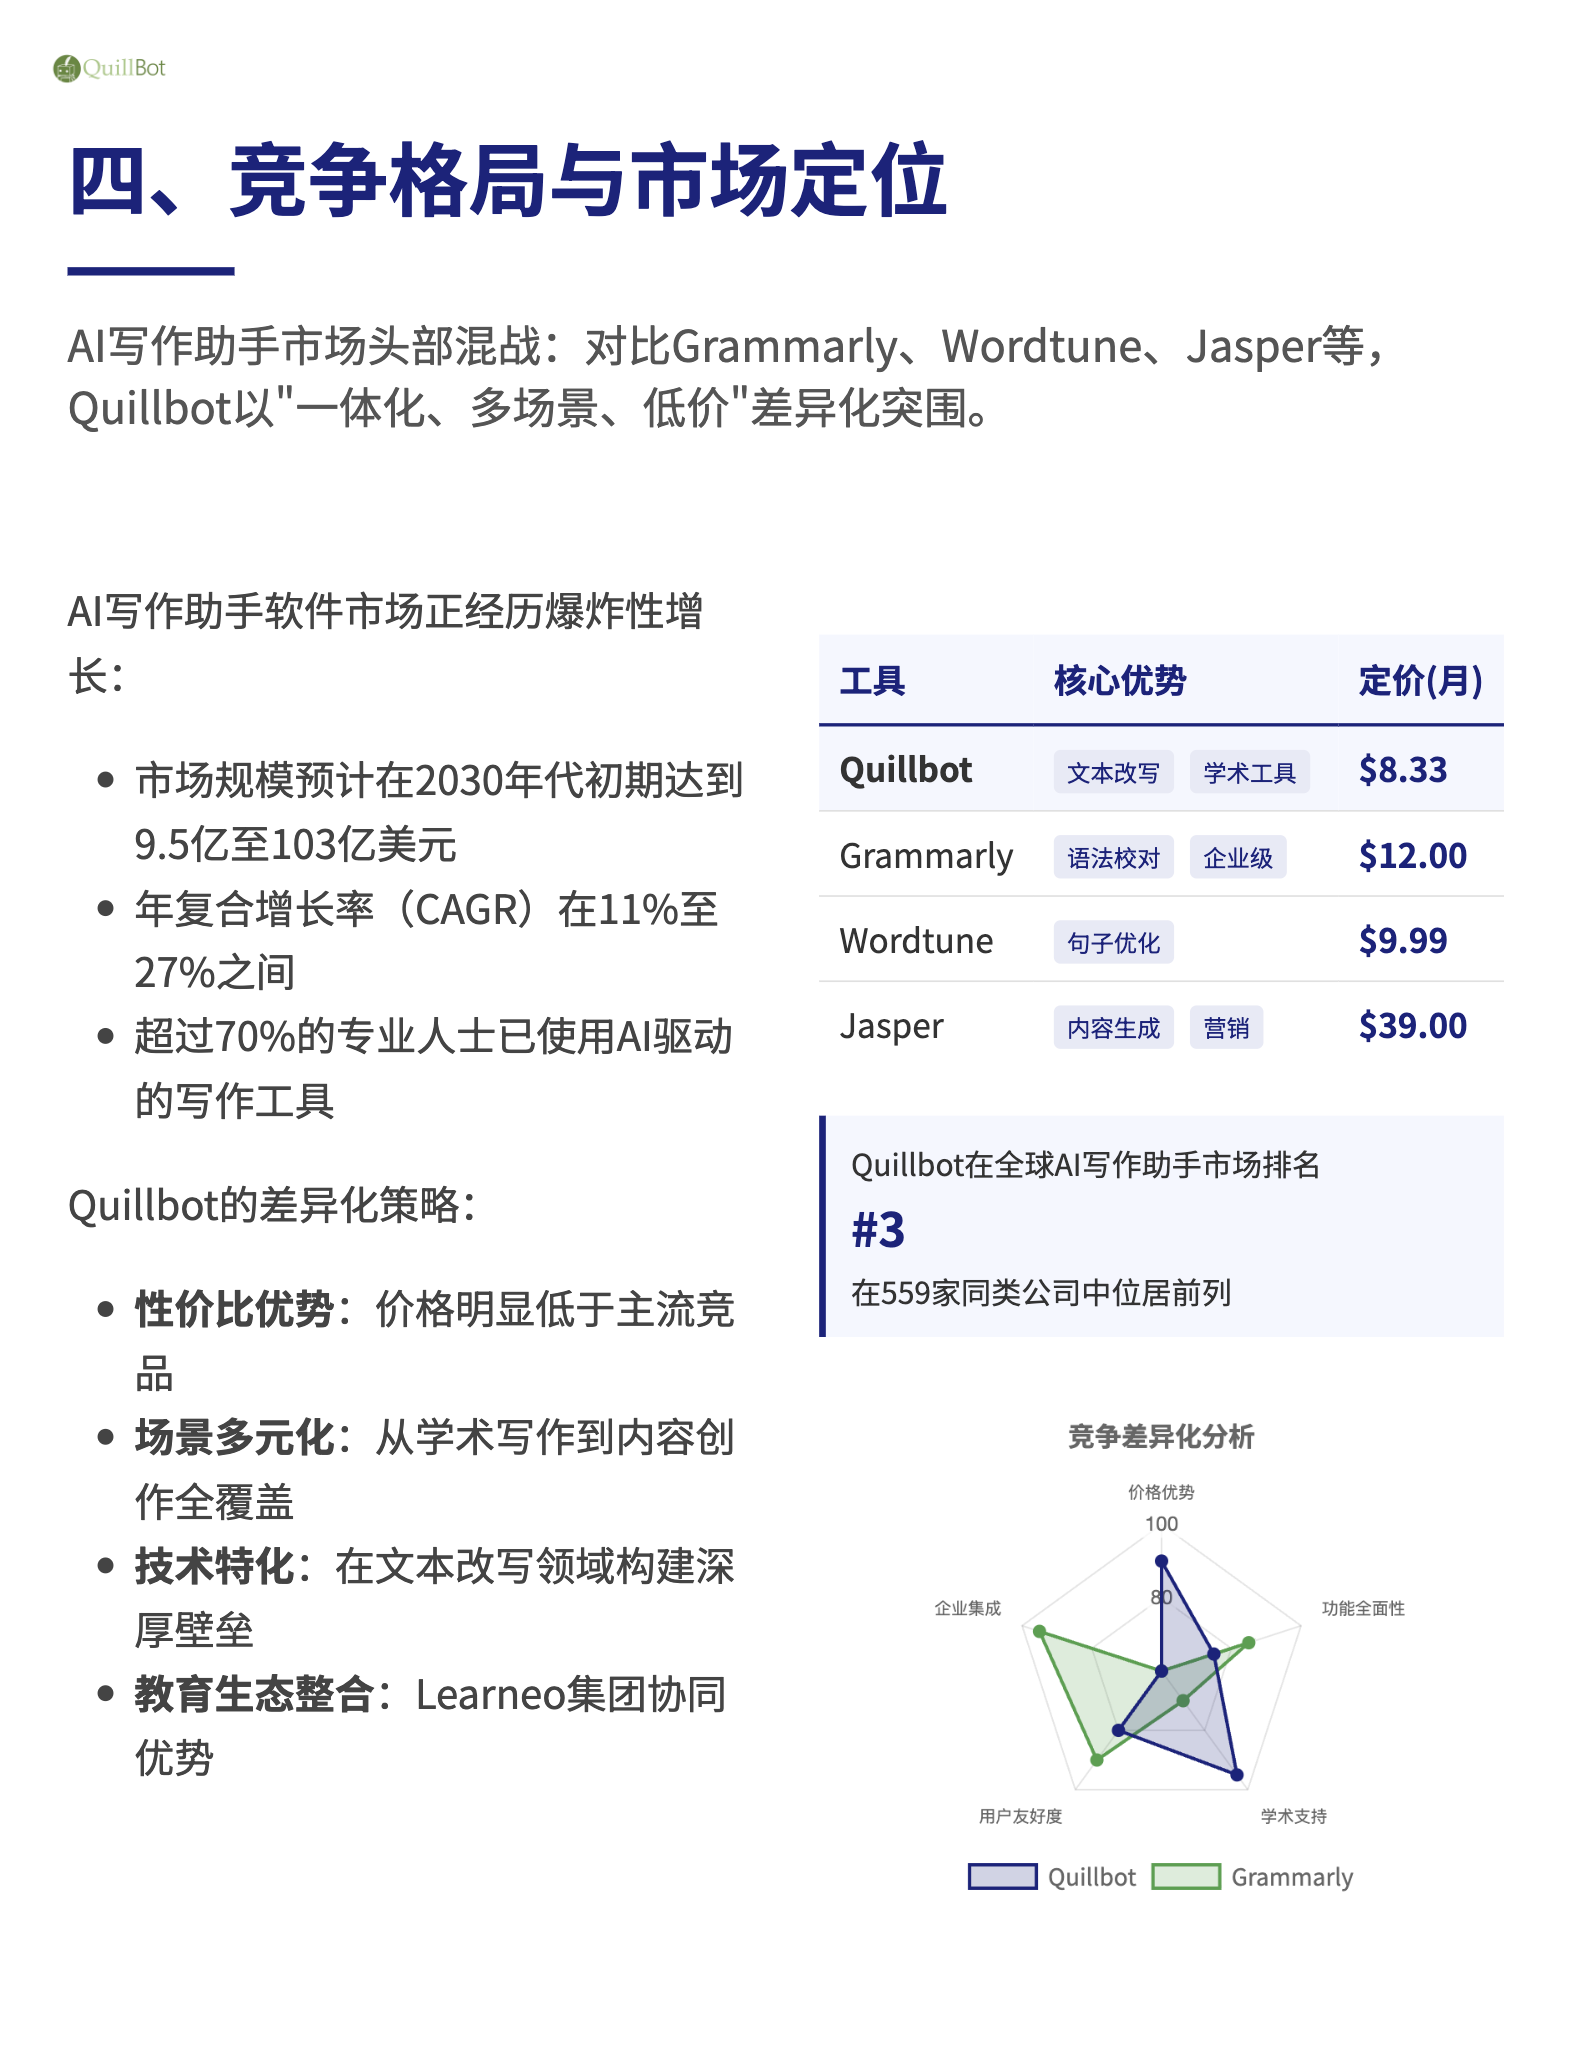 QuillBot
四、竞争格局与市场定位
AI写作助手市场头部混战：对比Grammarly、Wordtune、Jasper等，
Quillbot以"一体化、多场景、低价"差异化突围。
AI写作助手软件市场正经历爆炸性增
长：
市场规模预计在2030年代初期达到
9.5亿至103亿美元
年复合增长率（CAGR）在11%至
27%之间
超过70%的专业人士已使用AI驱动
的写作工具
Quillbot的差异化策略：
性价比优势：价格明显低于主流竞
品
场景多元化：从学术写作到内容创
作全覆盖
技术特化：在文本改写领域构建深
厚壁垒
教育生态整合：Learneo集团协同
优势
工具 核心优势 定价(月)
Quillbot 文本改写 学术工具 $8.33
Grammarly 语法校对 企业级 $12.00
Wordtune 句子优化 $9.99
Jasper 内容生成 营销 $39.00
Quillbot在全球AI写作助手市场排名
#3
在559家同类公司中位居前列
竞争差异化分析
价格优势
100
80
企业集成 功能全面性
用户友好度 学术支持
Quillbot Grammarly